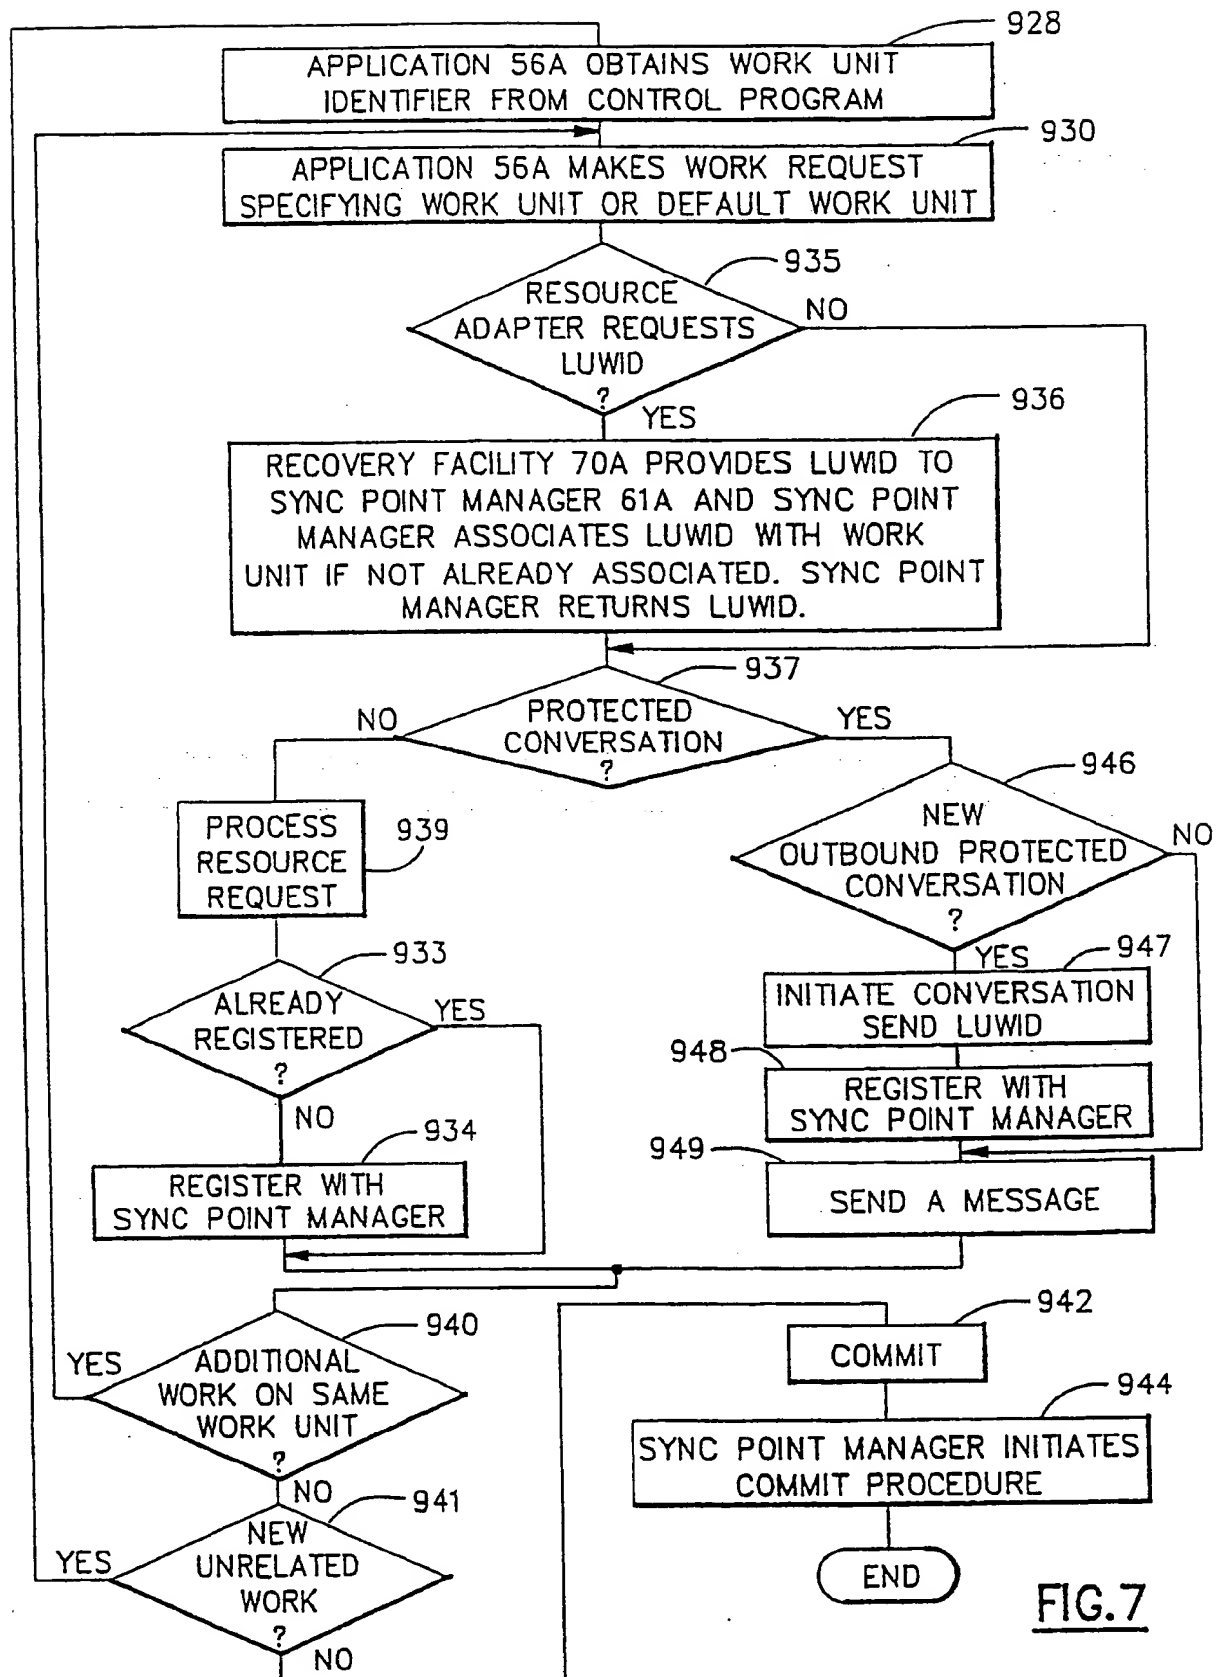 928
APPLICATION 56A OBTAINS WORK UNIT
IDENTIFIER FROM CONTROL PROGRAM
930
APPLICATION 56A MAKES WORK REQUEST
SPECIFYING WORK UNIT OR DEFAULT WORK UNIT
935
RESOURCE
ADAPTER REQUESTS
LUWID
?
NO
YES
936
RECOVERY FACILITY 70A PROVIDES LUWID TO
SYNC POINT MANAGER 61A AND SYNC POINT
MANAGER ASSOCIATES LUWID WITH WORK
UNIT IF NOT ALREADY ASSOCIATED. SYNC POINT
MANAGER RETURNS LUWID.
937
PROTECTED
CONVERSATION
?
NO
YES
PROCESS
RESOURCE
REQUEST
939
946
NEW
OUTBOUND PROTECTED
CONVERSATION
?
NO
YES
933
ALREADY
REGISTERED
?
YES
NO
947
INITIATE CONVERSATION
SEND LUWID
948
REGISTER WITH
SYNC POINT MANAGER
934
REGISTER WITH
SYNC POINT MANAGER
949
SEND A MESSAGE
940
ADDITIONAL
WORK ON SAME
WORK UNIT
?
YES
NO
941
NEW
UNRELATED
WORK
?
YES
NO
942
COMMIT
944
SYNC POINT MANAGER INITIATES
COMMIT PROCEDURE
END
FIG.7